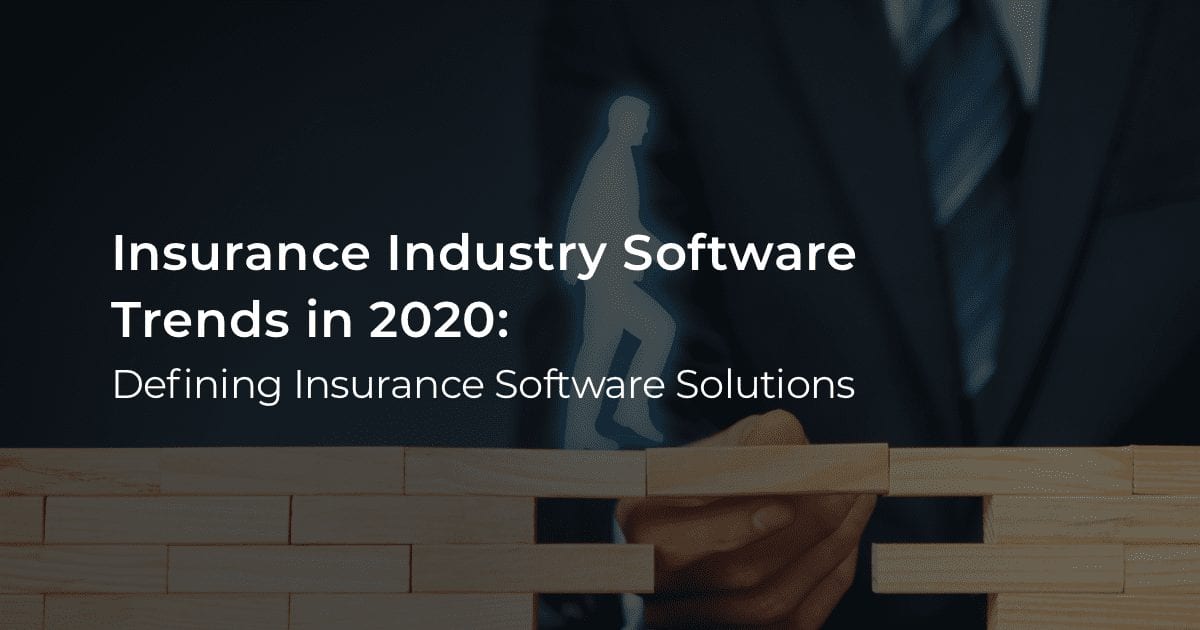 Insurance Industry Software
Trends in 2020:
Defining Insurance Software Solutions